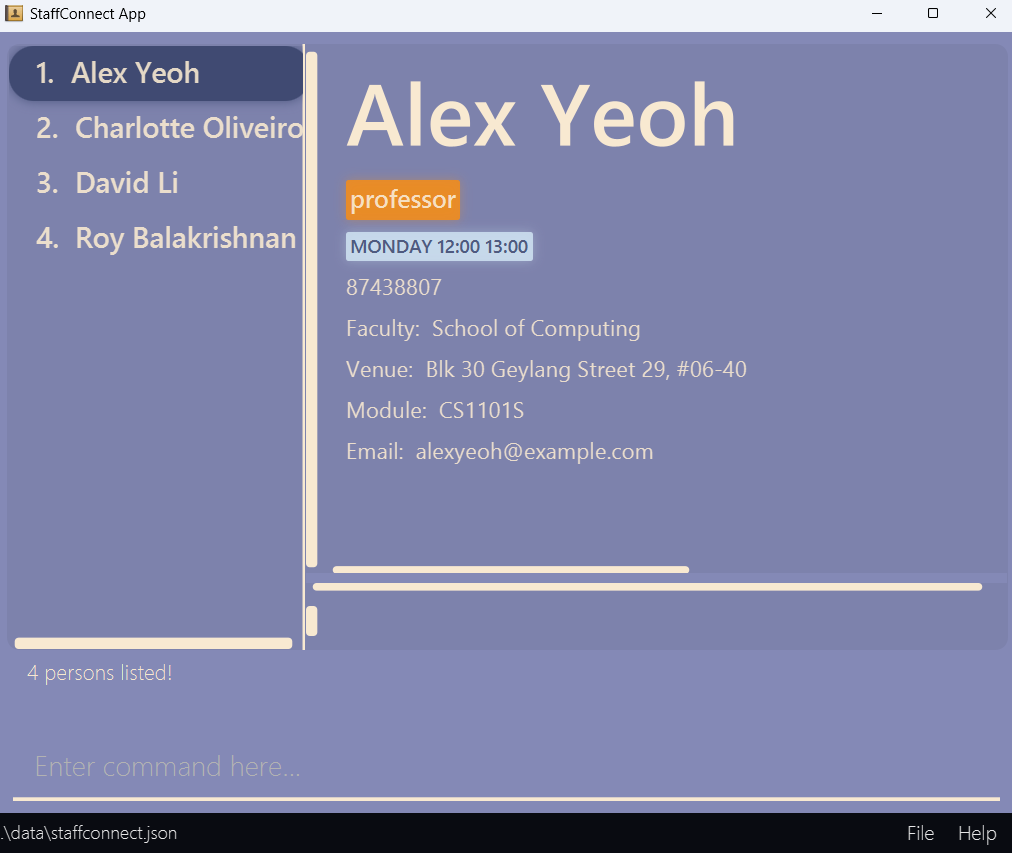 StaffConnect App
1. Alex Yeoh
2. Charlotte Oliveiro
3. David Li
4. Roy Balakrishnan
Alex Yeoh
professor
MONDAY 12:00 13:00
87438807
Faculty: School of Computing
Venue: Blk 30 Geylang Street 29, #06-40
Module: CS1101S
Email: alexyeoh@example.com
4 persons listed!
Enter command here...
.\data\staffconnect.json
File Help